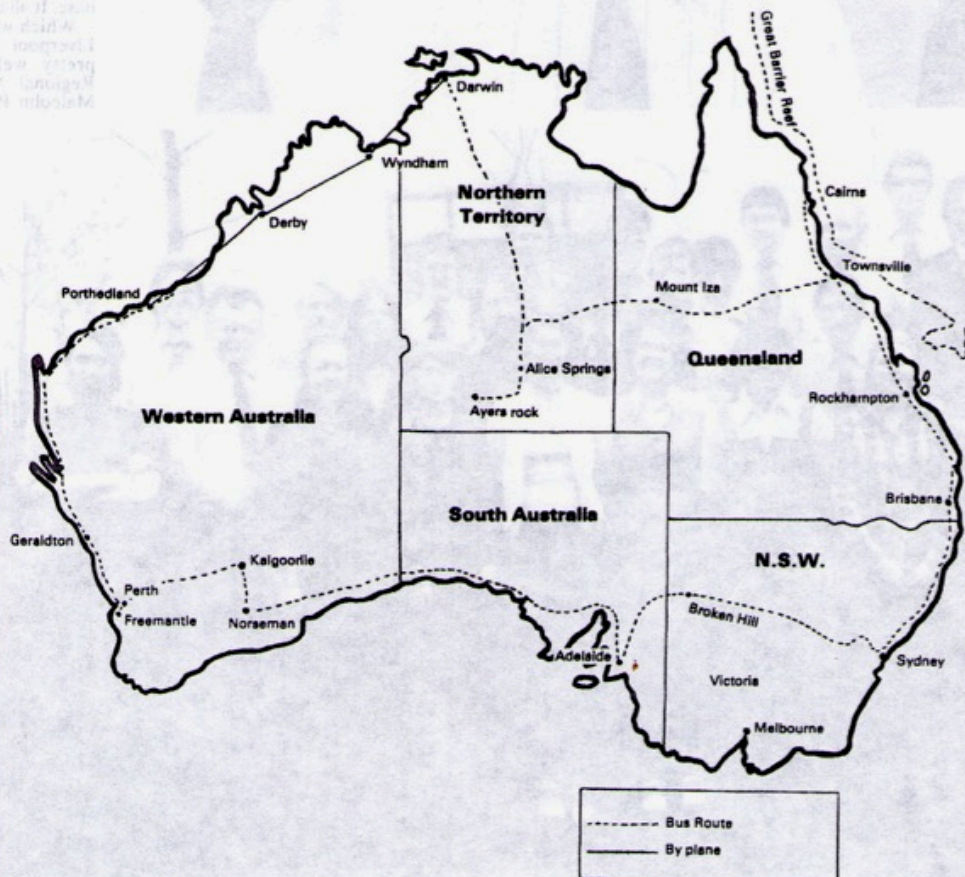 Great Barrier Reef
Darwin
Wyndham
Northern
Territory
Cairns
Derby
Townsville
Porthedland
Mount Iza
Queensland
Alice Springs
Rockhampton
Ayers rock
Western Australia
Brisbane
South Australia
Geraldton
N.S.W.
Kalgoorlie
Perth
Freemantle
Norseman
Broken Hill
Adelaide
Sydney
Victoria
Melbourne
Bus Route
By plane